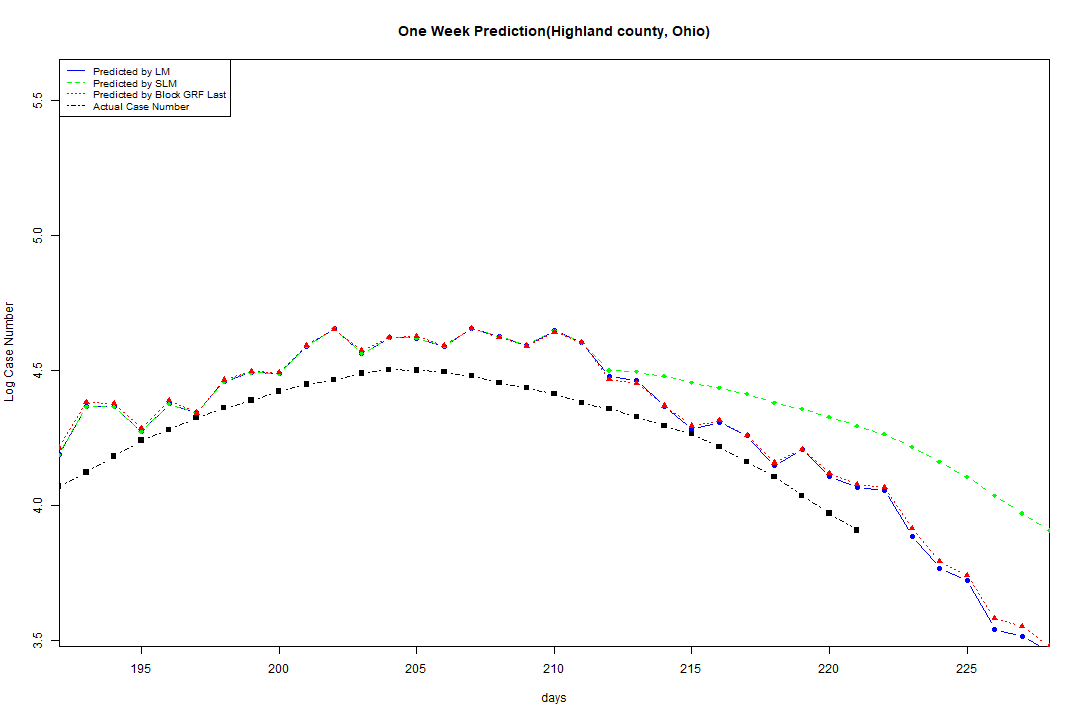 One Week Prediction(Highland county, Ohio)
Predicted by LM
Predicted by SLM
Predicted by Block GRF Last
Actual Case Number
5.5
5.0
4.5
4.0
3.5
Log Case Number
195 200 205 210 215 220 225
days